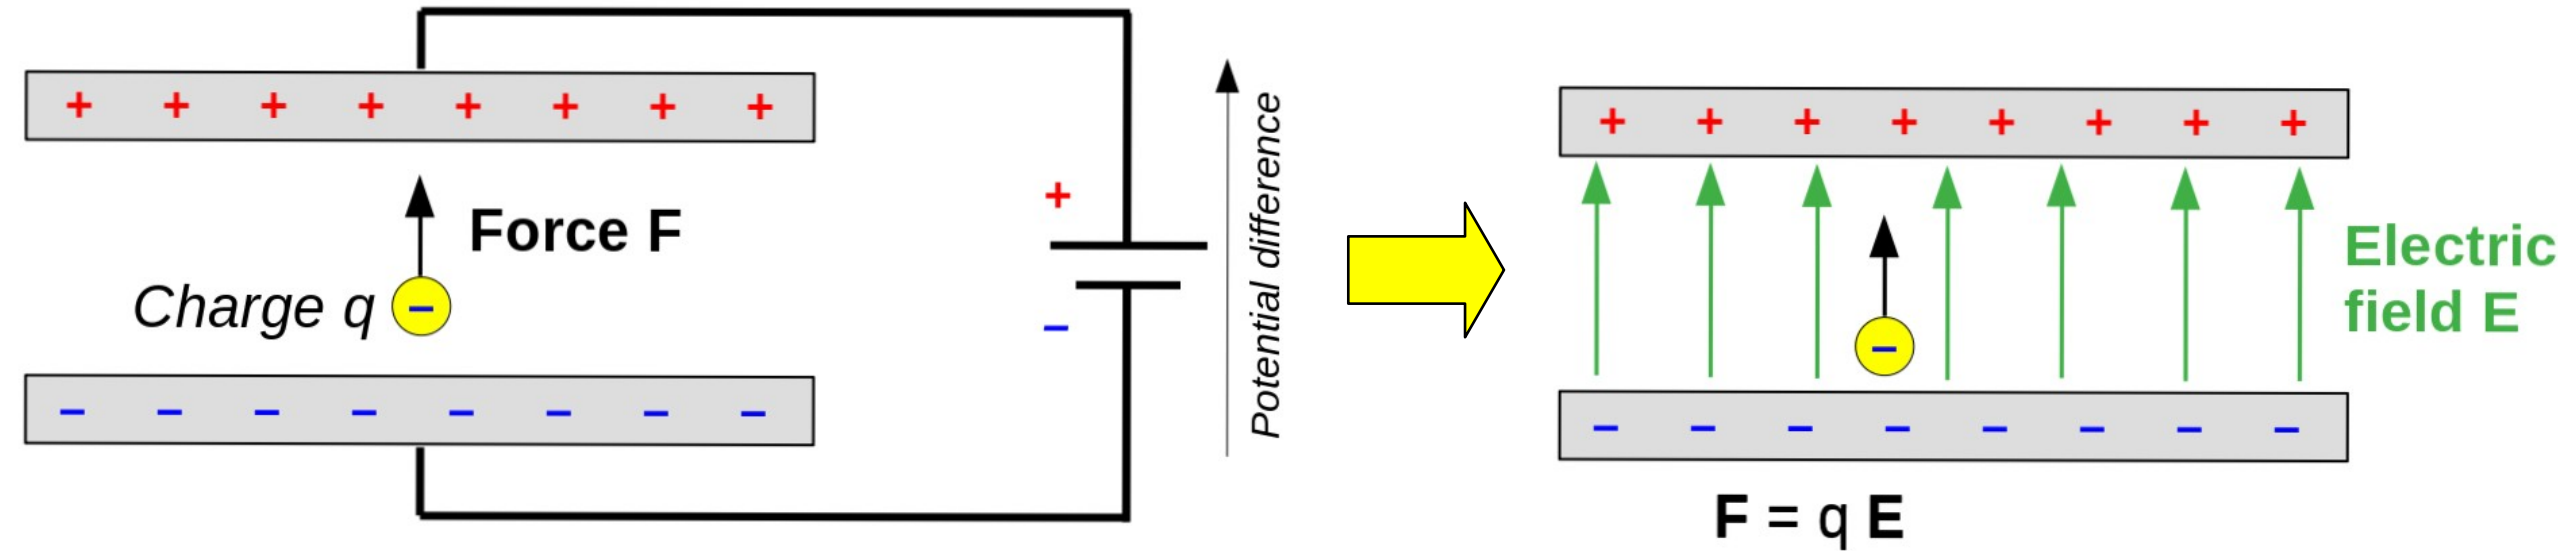 + + + + + + + +
Force F
Charge q
−
− − − − − − − −
+
−
Potential difference
+ + + + + + + +
Electric
field E
−
− − − − − − − −
F = q E